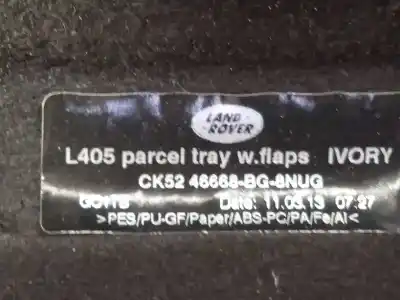 LAND
ROVER
L405 parcel tray w.flaps IVORY
CK52 46668-BG-8NUG
Date: 11.03.13 07:27
>PES/PU-GF/Paper/ABS-PC/PA/Fe/Al<